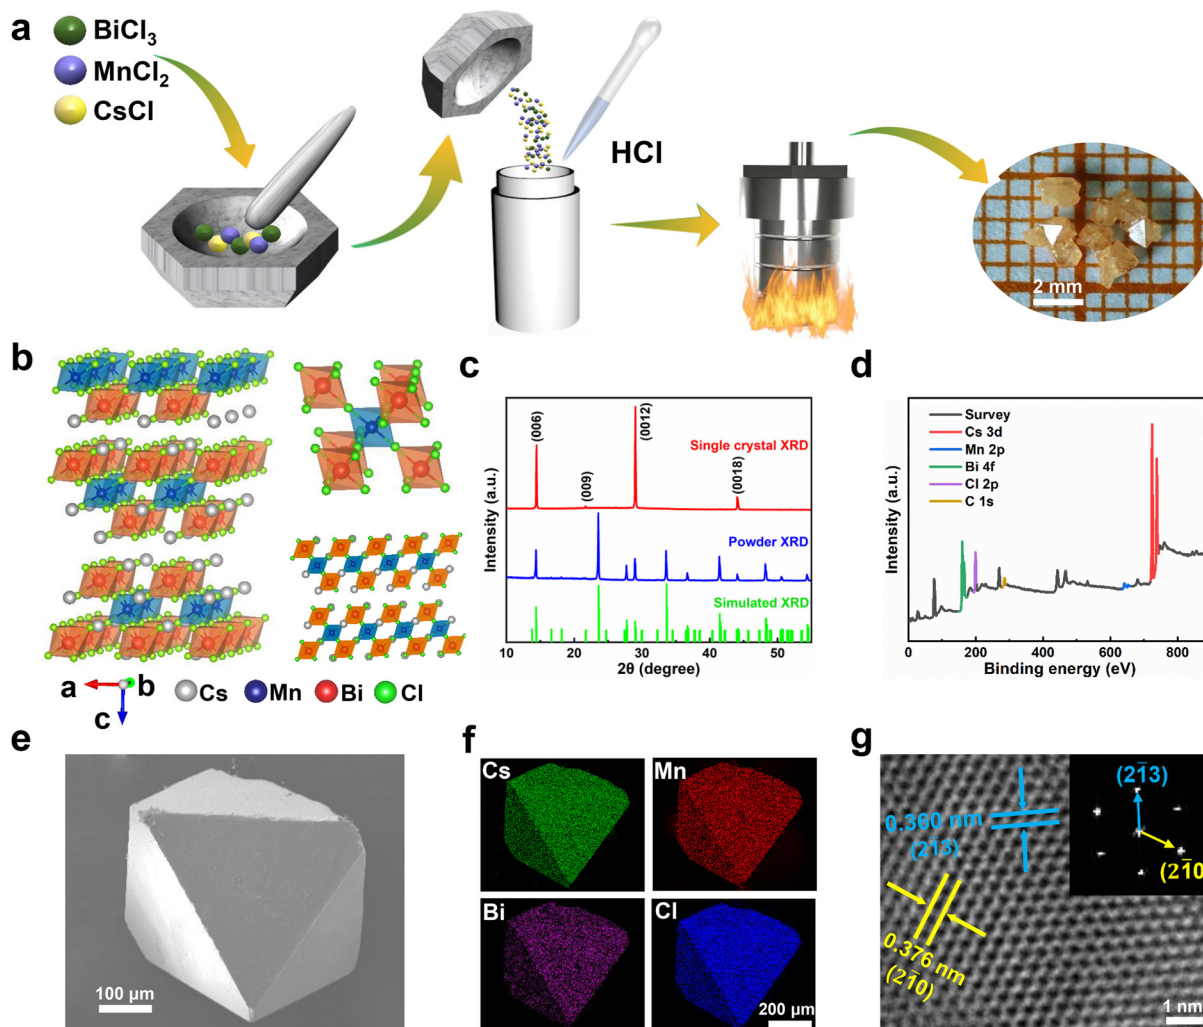 a
BiCl₃
MnCl₂
CsCl
HCl
2 mm
b
a
b
c
Cs
Mn
Bi
Cl
c
Intensity (a.u.)
(006)
(009)
(0012)
(0018)
Single crystal XRD
Powder XRD
Simulated XRD
10 20 30 40 50
2θ (degree)
d
Intensity (a.u.)
Survey
Cs 3d
Mn 2p
Bi 4f
Cl 2p
C 1s
0 200 400 600 800
Binding energy (eV)
e
100 µm
f
Cs
Mn
Bi
Cl
200 µm
g
0.360 nm
(21̄3)
0.376 nm
(21̄0)
(21̄3)
(21̄0)
1 nm